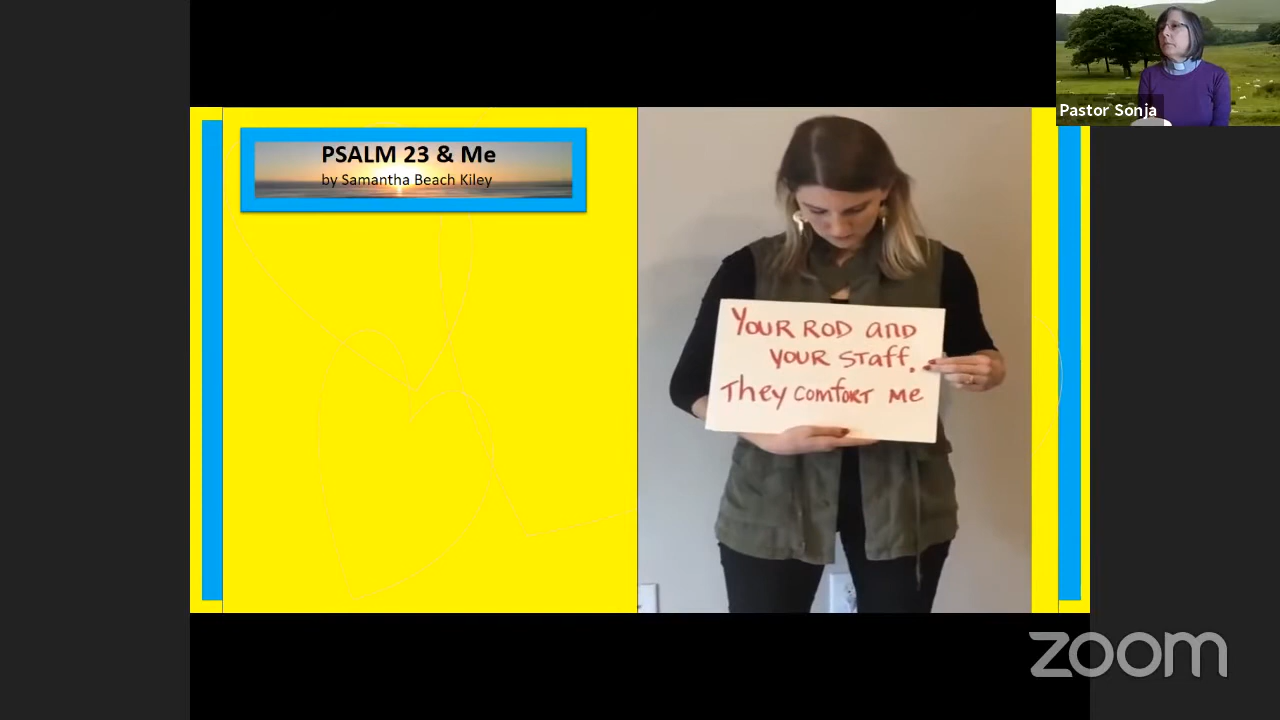 Pastor Sonja
PSALM 23 & Me
by Samantha Beach Kiley
YOUR ROD and
YOUR STaff.
They comfoRT me
zoom